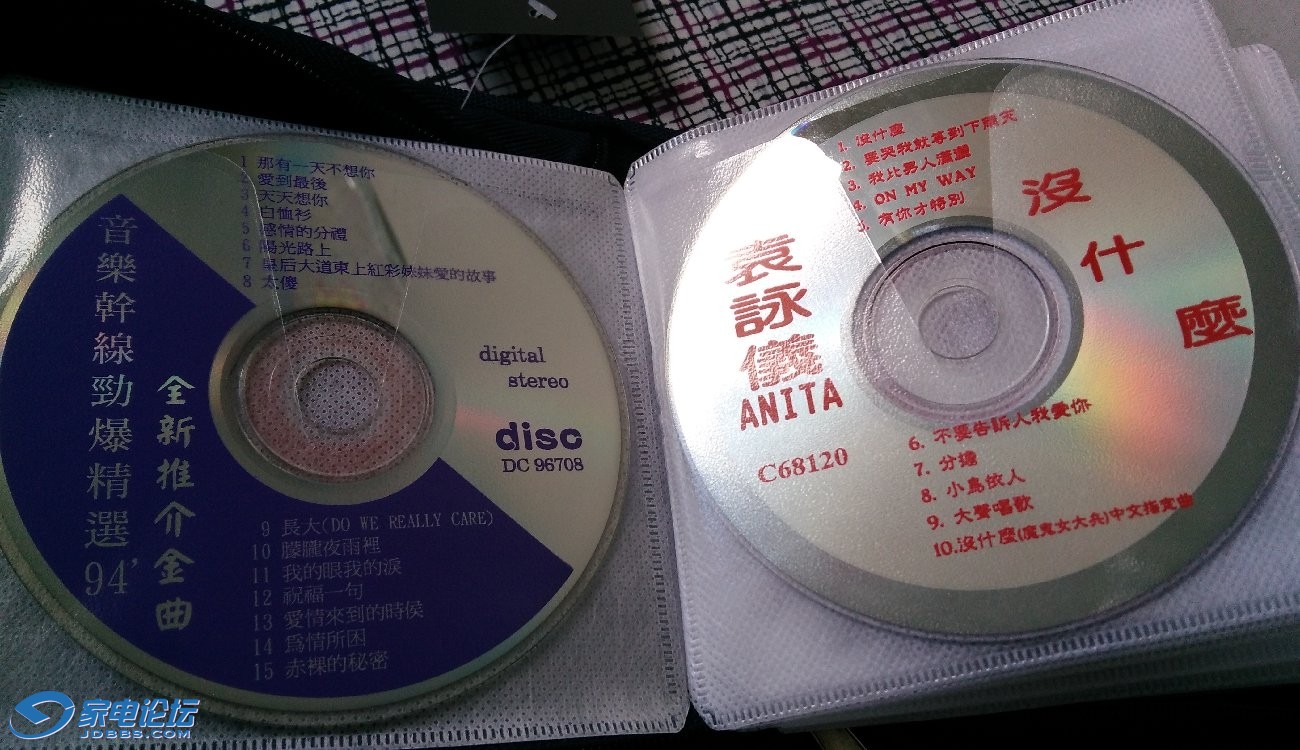 1 那有一天不想你
2 愛到最後
3 天天想你
4 白恤衫
5 感情的分禮
6 陽光路上
7 皇后大道東上紅彩妹妹愛的故事
8 太傻
音樂幹線勁爆精選94'
全新推介金曲
digital
stereo
disc
DC 96708
9 長大(DO WE REALLY CARE)
10 朦朧夜雨裡
11 我的眼我的淚
12 祝福一句
13 愛情來到的時侯
14 爲情所困
15 赤裸的秘密
1. 沒什麼
2. 要哭我就等到下雨天
3. 我比男人瀟灑
4. ON MY WAY
5. 有你才特別
沒什麼
袁詠儀
ANITA
C68120
6. 不要告訴人我愛你
7. 分享
8. 小鳥依人
9. 大聲唱歌
10.沒什麼(魔鬼女大兵)中文指定曲
家电论坛
JDBBS.COM